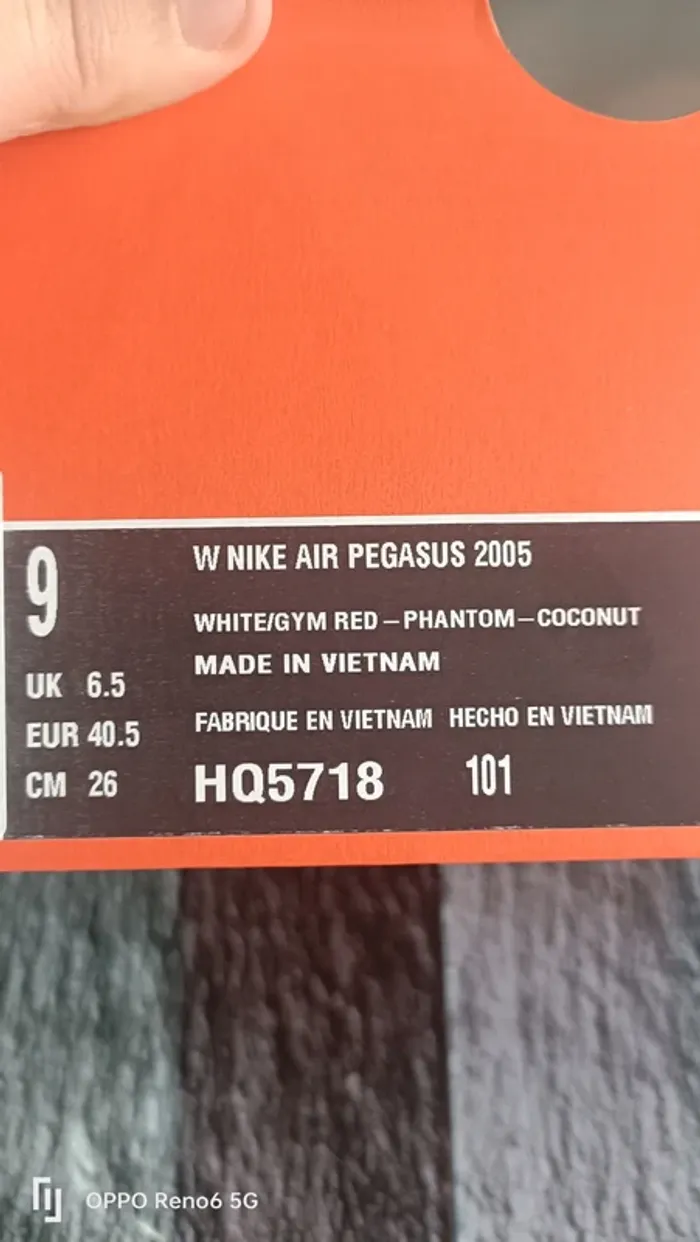 9
UK 6.5
EUR 40.5
CM 26
W NIKE AIR PEGASUS 2005
WHITE/GYM RED–PHANTOM–COCONUT
MADE IN VIETNAM
FABRIQUE EN VIETNAM HECHO EN VIETNAM
HQ5718 101
OPPO Reno6 5G